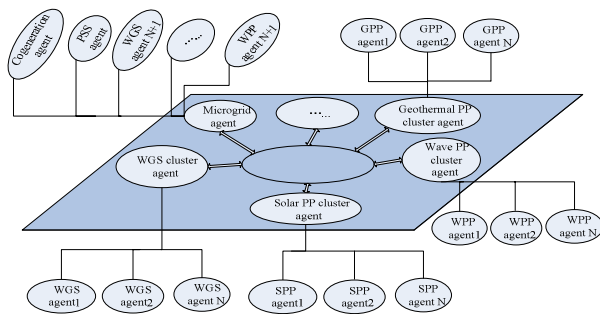 Cogeneration
agent
PSS
agent
WGS
agent N+1
......
WPP
agent N+1
GPP
agent1
GPP
agent2
GPP
agent N
Microgrid
agent
......
Geothermal PP
cluster agent
WGS cluster
agent
Wave PP
cluster
agent
Solar PP cluster
agent
WPP
agent1
WPP
agent2
WPP
agent N
WGS
agent1
WGS
agent2
WGS
agent N
SPP
agent1
SPP
agent2
SPP
agent N